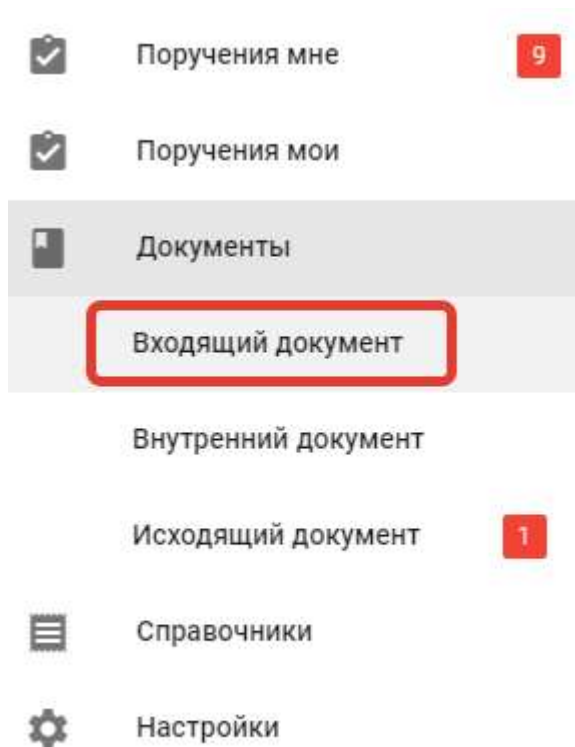 Поручения мне 9
Поручения мои
Документы
Входящий документ
Внутренний документ
Исходящий документ 1
Справочники
Настройки